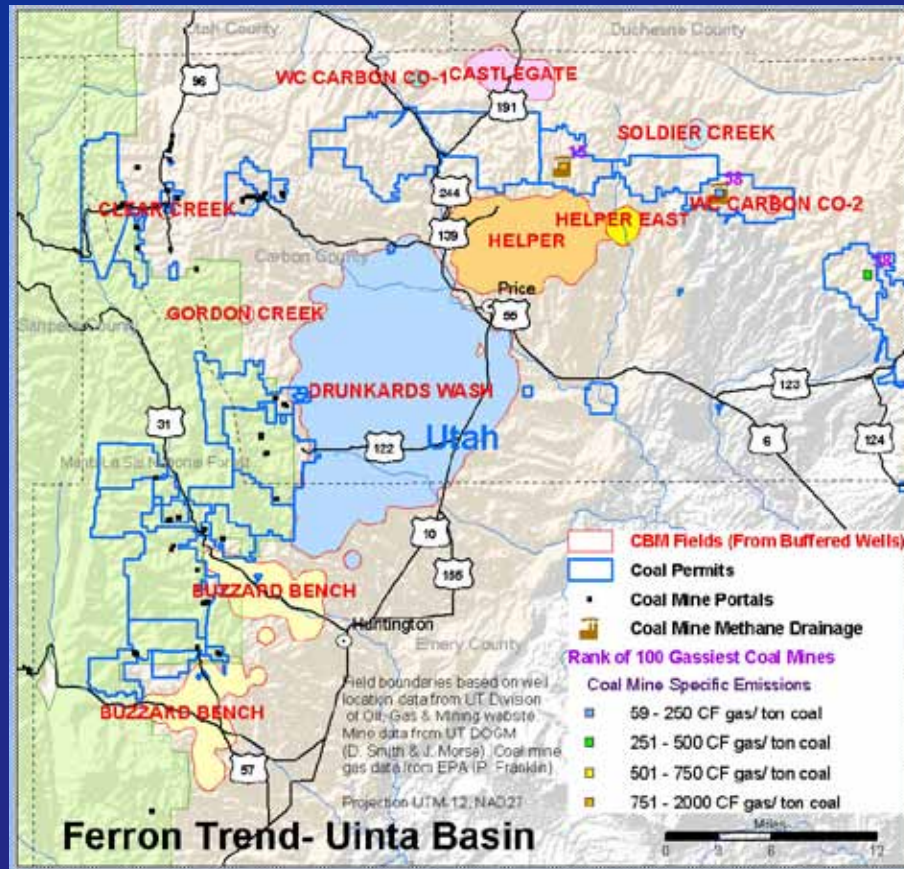 Utah County
Duchesne County
WC CARBON CO-1
CASTLEGATE
96
191
SOLDIER CREEK
15
58
244
CLEAR CREEK
WC CARBON CO-2
HELPER EAST
139
HELPER
Carbon County
Price
GORDON CREEK
55
Sanpete County
DRUNKARDS WASH
123
31
Utah
122
6
124
Manti La Sal National Forest
10
155
BUZZARD BENCH
Huntington
Emery County
BUZZARD BENCH
57
Field boundaries based on well
location data from UT Division
of Oil, Gas & Mining website.
Mine data from UT DOGM
(D. Smith & J. Morse). Coal mine
gas data from EPA (P. Franklin)
Projection UTM-12, NAD27
CBM Fields (From Buffered Wells)
Coal Permits
Coal Mine Portals
Coal Mine Methane Drainage
Rank of 100 Gassiest Coal Mines
Coal Mine Specific Emissions
59 - 250 CF gas/ ton coal
251 - 500 CF gas/ ton coal
501 - 750 CF gas/ ton coal
751 - 2000 CF gas/ ton coal
Miles
0 3 6 12
Ferron Trend- Uinta Basin